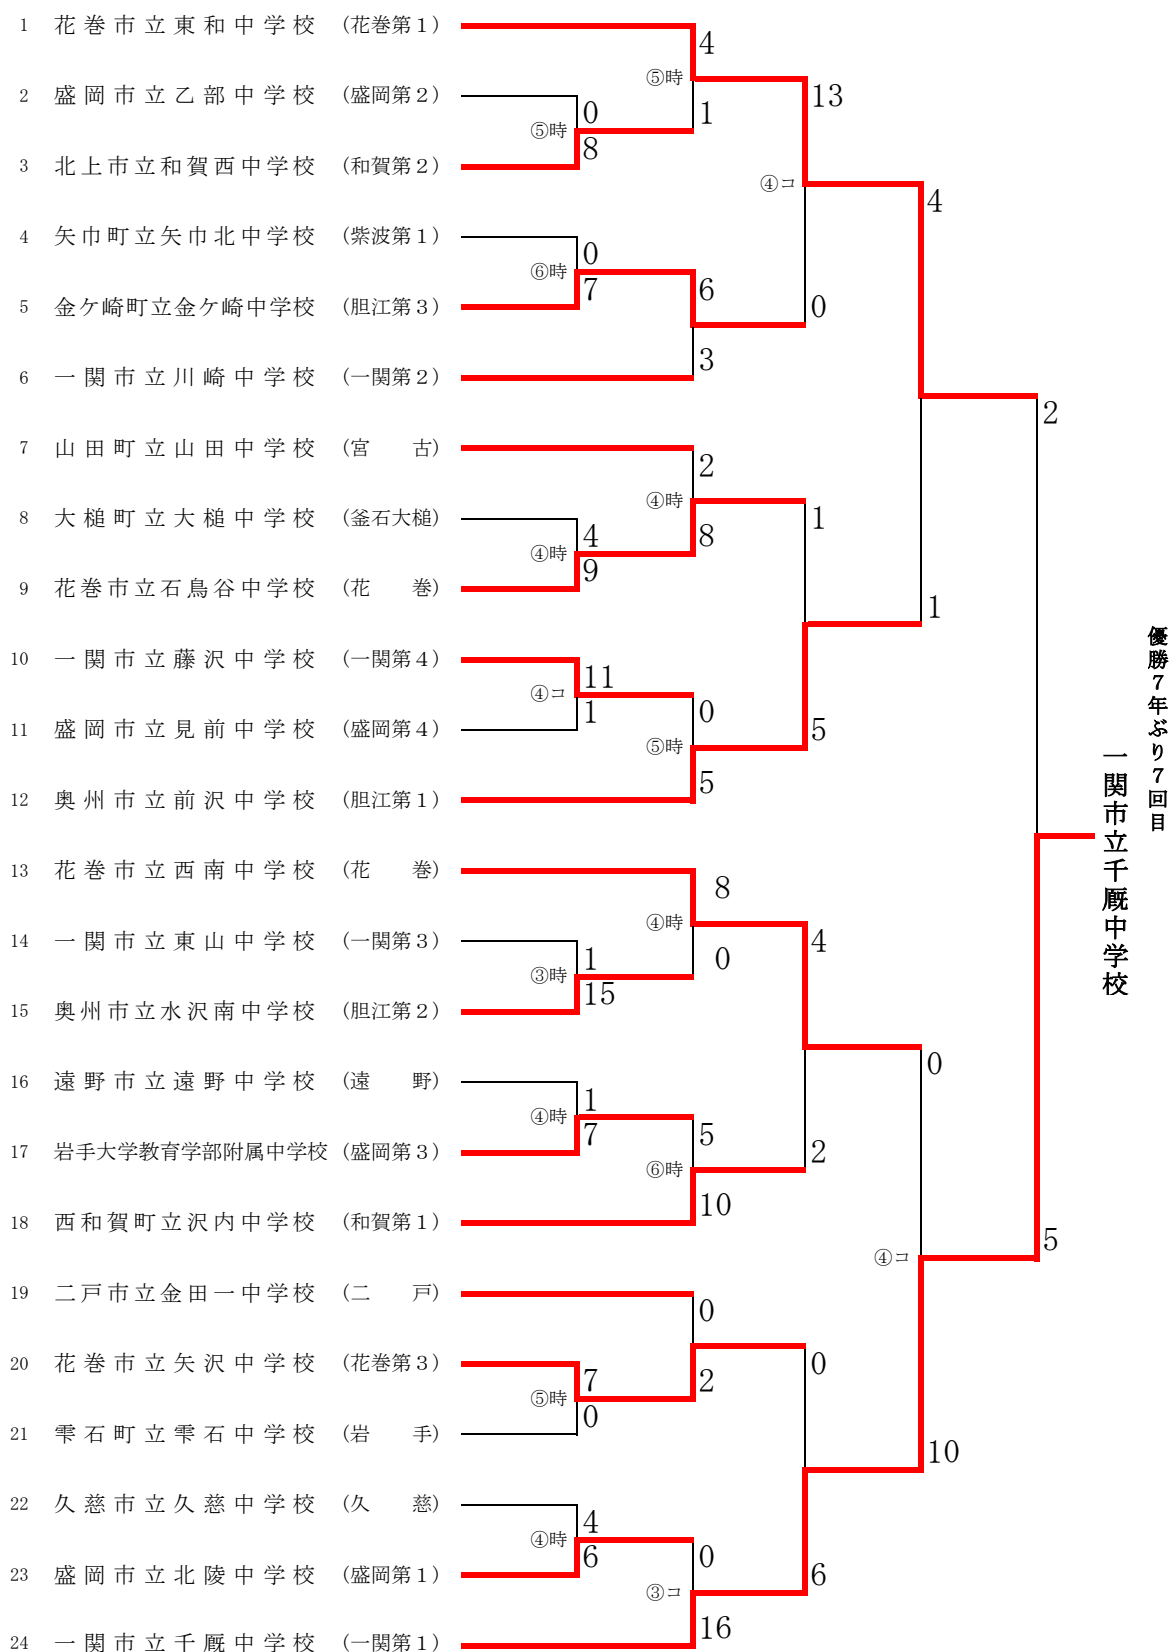 1 花巻市立東和中学校 (花巻第1)
4
⑤時
13
2 盛岡市立乙部中学校 (盛岡第2)
0
1
⑤時
8
3 北上市立和賀西中学校 (和賀第2)
④コ
4
4 矢巾町立矢巾北中学校 (紫波第1)
0
⑥時
7
6
5 金ケ崎町立金ケ崎中学校 (胆江第3)
0
3
6 一関市立川崎中学校 (一関第2)
2
7 山田町立山田中学校 (宮 古)
2
④時
8 大槌町立大槌中学校 (釜石大槌)
1
4
8
④時
9
9 花巻市立石鳥谷中学校 (花 巻)
1
10 一関市立藤沢中学校 (一関第4)
11
④コ
1
0
11 盛岡市立見前中学校 (盛岡第4)
5
⑤時
5
12 奥州市立前沢中学校 (胆江第1)
優勝7年ぶり7回目
一関市立千厩中学校
13 花巻市立西南中学校 (花 巻)
8
④時
14 一関市立東山中学校 (一関第3)
4
1
0
③時
15
15 奥州市立水沢南中学校 (胆江第2)
0
16 遠野市立遠野中学校 (遠 野)
1
④時
7
5
17 岩手大学教育学部附属中学校 (盛岡第3)
2
⑥時
10
18 西和賀町立沢内中学校 (和賀第1)
5
④コ
19 二戸市立金田一中学校 (二 戸)
0
20 花巻市立矢沢中学校 (花巻第3)
0
7
2
⑤時
0
21 雫石町立雫石中学校 (岩 手)
10
22 久慈市立久慈中学校 (久 慈)
4
④時
6
0
23 盛岡市立北陵中学校 (盛岡第1)
6
③コ
16
24 一関市立千厩中学校 (一関第1)